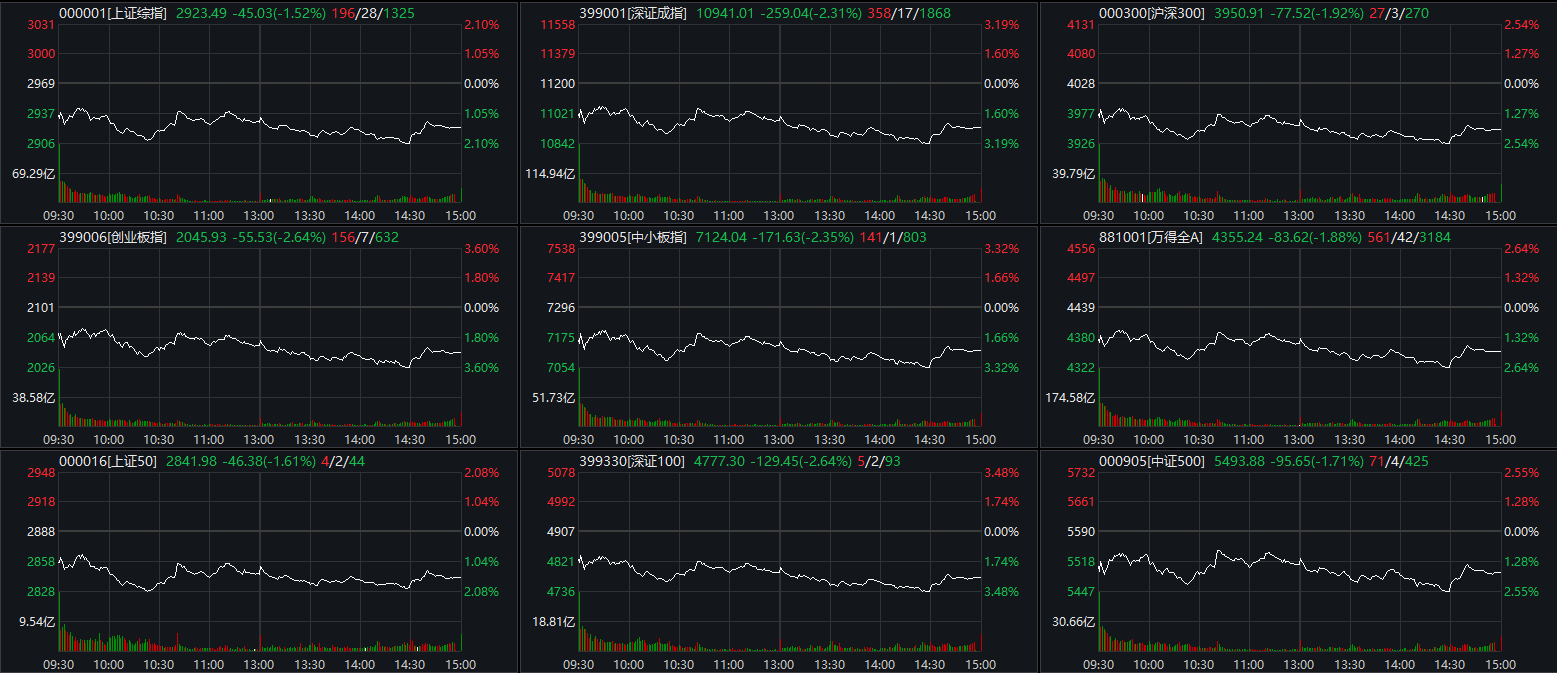 000001[上证综指] 2923.49 -45.03(-1.52%) 196/28/1325
3031 2.10%
3000 1.05%
2969 0.00%
2937 1.05%
2906 2.10%
69.29亿
09:30 10:00 10:30 11:00 13:00 13:30 14:00 14:30 15:00
399001[深证成指] 10941.01 -259.04(-2.31%) 358/17/1868
11558 3.19%
11379 1.60%
11200 0.00%
11021 1.60%
10842 3.19%
114.94亿
09:30 10:00 10:30 11:00 13:00 13:30 14:00 14:30 15:00
000300[沪深300] 3950.91 -77.52(-1.92%) 27/3/270
4131 2.54%
4080 1.27%
4028 0.00%
3977 1.27%
3926 2.54%
39.79亿
09:30 10:00 10:30 11:00 13:00 13:30 14:00 14:30 15:00
399006[创业板指] 2045.93 -55.53(-2.64%) 156/7/632
2177 3.60%
2139 1.80%
2101 0.00%
2064 1.80%
2026 3.60%
38.58亿
09:30 10:00 10:30 11:00 13:00 13:30 14:00 14:30 15:00
399005[中小板指] 7124.04 -171.63(-2.35%) 141/1/803
7538 3.32%
7417 1.66%
7296 0.00%
7175 1.66%
7054 3.32%
51.73亿
09:30 10:00 10:30 11:00 13:00 13:30 14:00 14:30 15:00
881001[万得全A] 4355.24 -83.62(-1.88%) 561/42/3184
4556 2.64%
4497 1.32%
4439 0.00%
4380 1.32%
4322 2.64%
174.58亿
09:30 10:00 10:30 11:00 13:00 13:30 14:00 14:30 15:00
000016[上证50] 2841.98 -46.38(-1.61%) 4/2/44
2948 2.08%
2918 1.04%
2888 0.00%
2858 1.04%
2828 2.08%
9.54亿
09:30 10:00 10:30 11:00 13:00 13:30 14:00 14:30 15:00
399330[深证100] 4777.30 -129.45(-2.64%) 5/2/93
5078 3.48%
4992 1.74%
4907 0.00%
4821 1.74%
4736 3.48%
18.81亿
09:30 10:00 10:30 11:00 13:00 13:30 14:00 14:30 15:00
000905[中证500] 5493.88 -95.65(-1.71%) 71/4/425
5732 2.55%
5661 1.28%
5590 0.00%
5518 1.28%
5447 2.55%
30.66亿
09:30 10:00 10:30 11:00 13:00 13:30 14:00 14:30 15:00